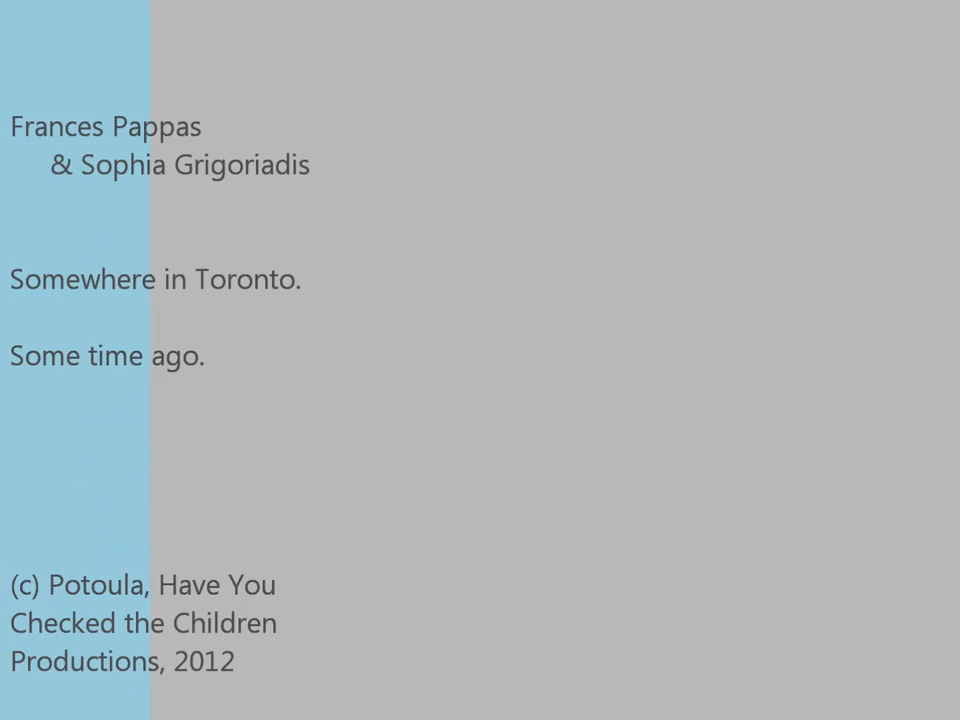 Frances Pappas
& Sophia Grigoriadis
Somewhere in Toronto.
Some time ago.
(c) Potoula, Have You
Checked the Children
Productions, 2012